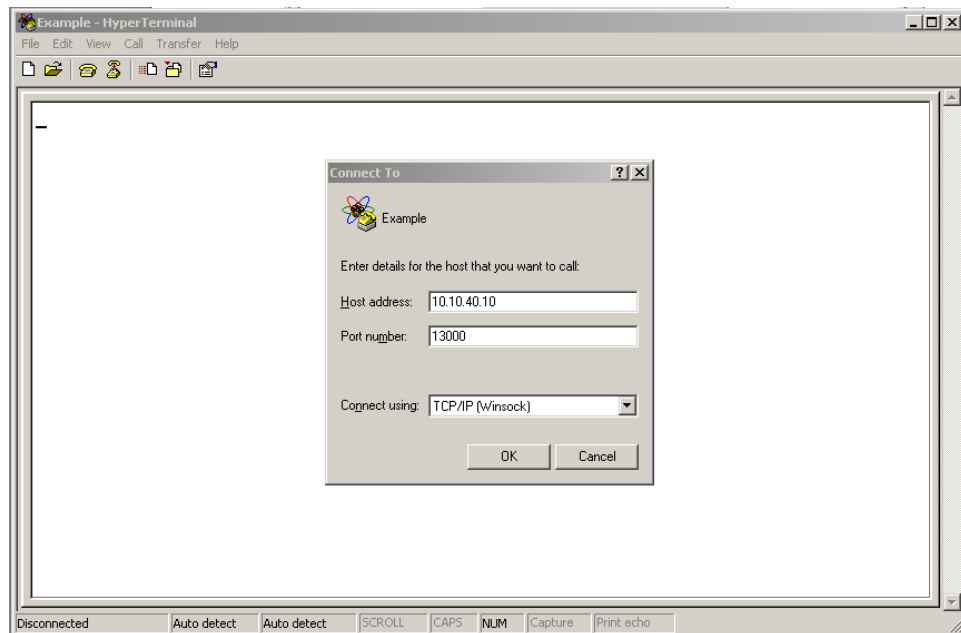 Example - HyperTerminal
File Edit View Call Transfer Help
Connect To
Example
Enter details for the host that you want to call:
Host address: 10.10.40.10
Port number: 13000
Connect using: TCP/IP (Winsock)
OK Cancel
Disconnected Auto detect Auto detect SCROLL CAPS NUM Capture Print echo